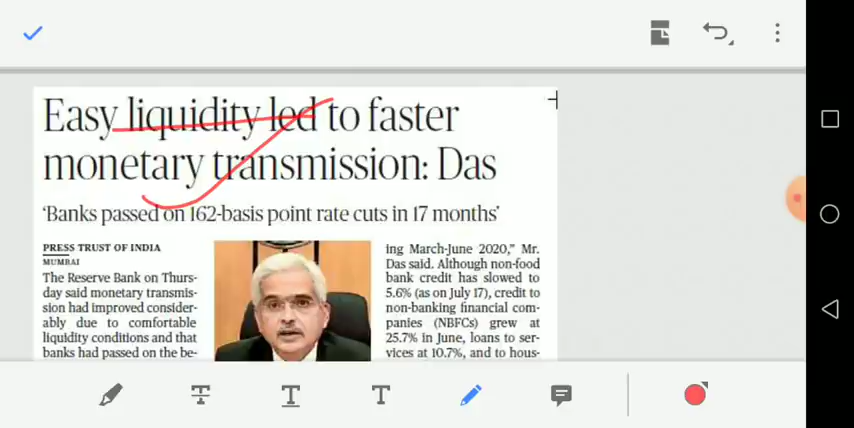 Easy liquidity led to faster
monetary transmission: Das
‘Banks passed on 162-basis point rate cuts in 17 months’
PRESS TRUST OF INDIA
MUMBAI
The Reserve Bank on Thurs-
day said monetary transmis-
sion had improved consider-
ably due to comfortable
liquidity conditions and that
banks had passed on the be-
ing March-June 2020,” Mr.
Das said. Although non-food
bank credit has slowed to
5.6% (as on July 17), credit to
non-banking financial com-
panies (NBFCs) grew at
25.7% in June, loans to ser-
vices at 10.7%, and to hous-